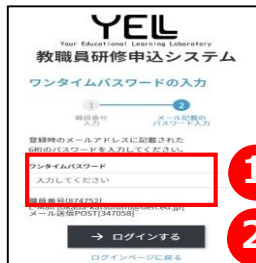 YELL
Your Educational Learning Laboratory
教職員研修申込システム
ワンタイムパスワードの入力
1
2
職員番号
入力
メール記載の
パスワード入力
登録時のメールアドレスに記載された
6桁のパスワードを入力してください。
ワンタイムパスワード
入力してください
1
職員番号[874752]
メール送信POST[347058]
2
→ ログインする
ログインページに戻る